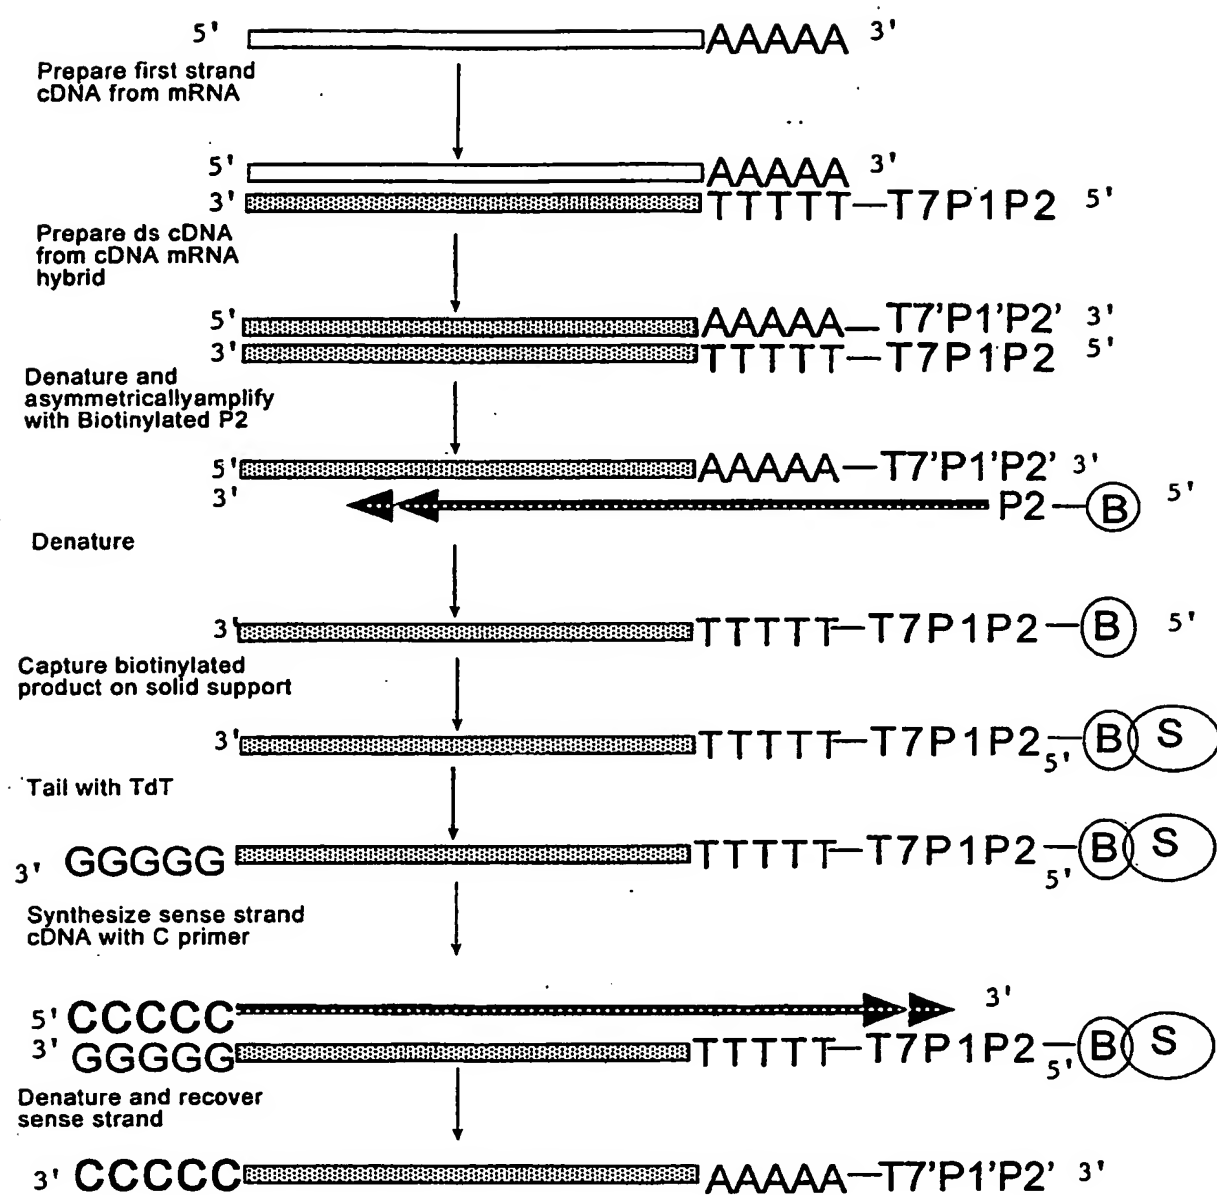 5' AAAAA 3'
Prepare first strand
cDNA from mRNA
5' AAAAA 3'
3' TTTTT—T7P1P2 5'
Prepare ds cDNA
from cDNA mRNA
hybrid
5' AAAAA— T7'P1'P2' 3'
3' TTTTT—T7P1P2 5'
Denature and
asymmetricallyamplify
with Biotinylated P2
5' AAAAA—T7'P1'P2' 3'
3' P2—B 5'
Denature
3' TTTTT—T7P1P2—B 5'
Capture biotinylated
product on solid support
3' TTTTT—T7P1P2—5' B S
Tail with TdT
3' GGGGG TTTTT—T7P1P2—5' B S
Synthesize sense strand
cDNA with C primer
5' CCCCC 3'
3' GGGGG TTTTT—T7P1P2—5' B S
Denature and recover
sense strand
3' CCCCC AAAAA—T7'P1'P2' 3'